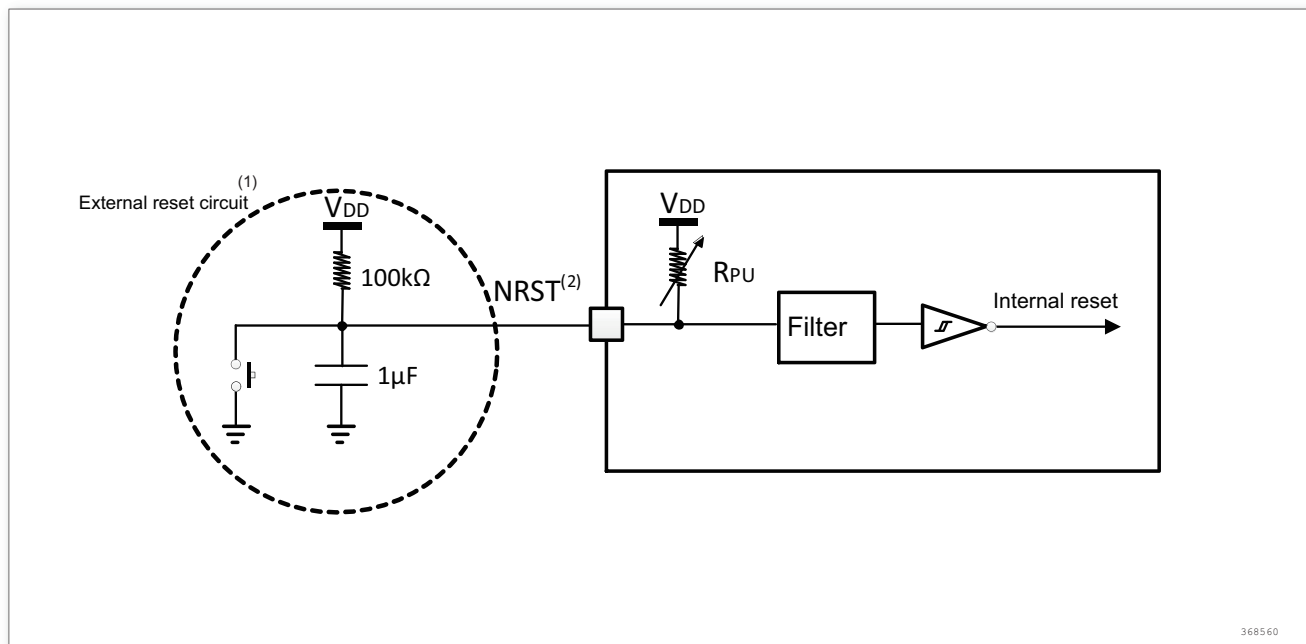 (1)
External reset circuit
VDD
100kΩ
1μF
NRST(2)
VDD
RPU
Filter
Internal reset
368560